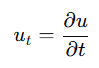 u_t = ∂u/∂t